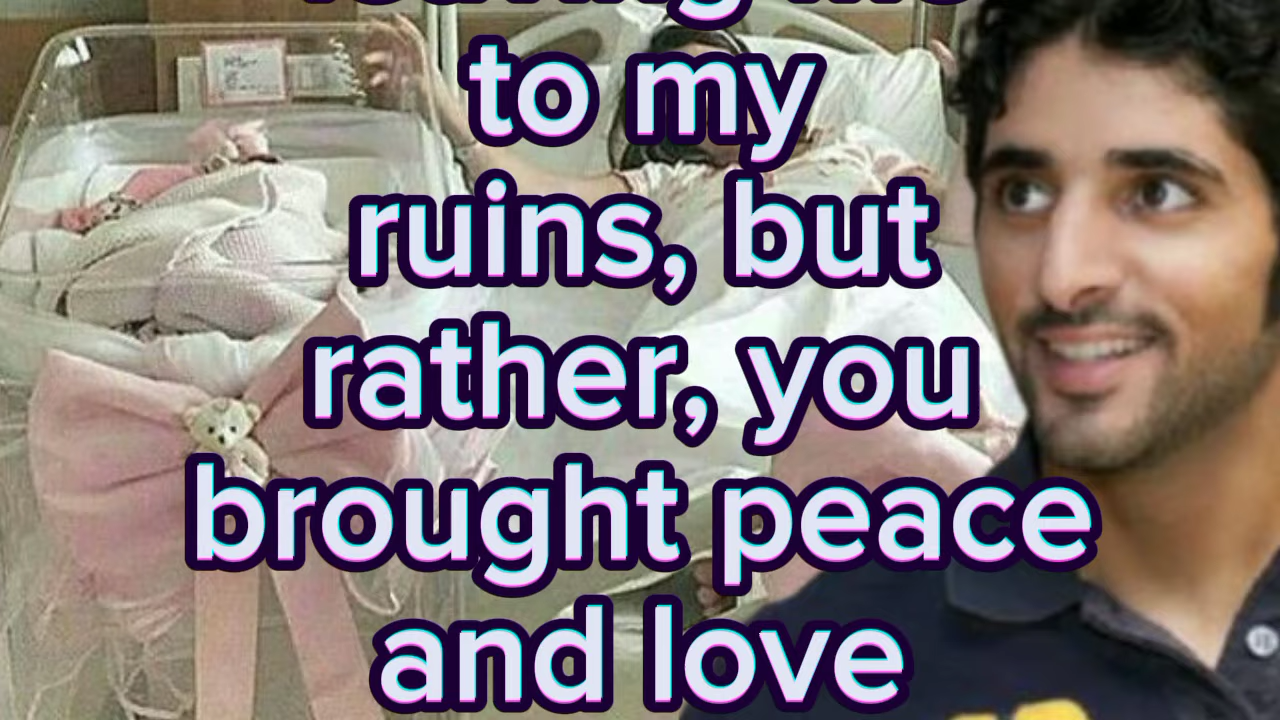 to my
ruins, but
rather, you
brought peace
and love